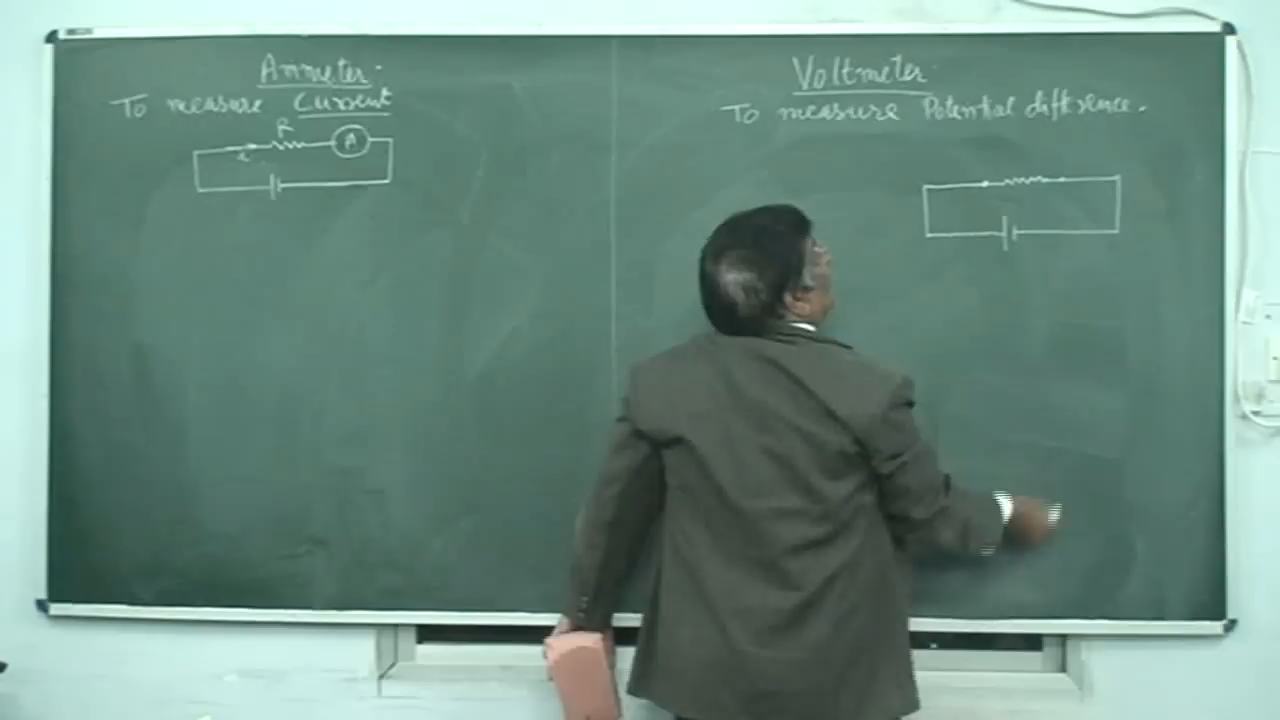 Ammeter.
To measure Current
R
A
i
Voltmeter.
To measure Potential difference.